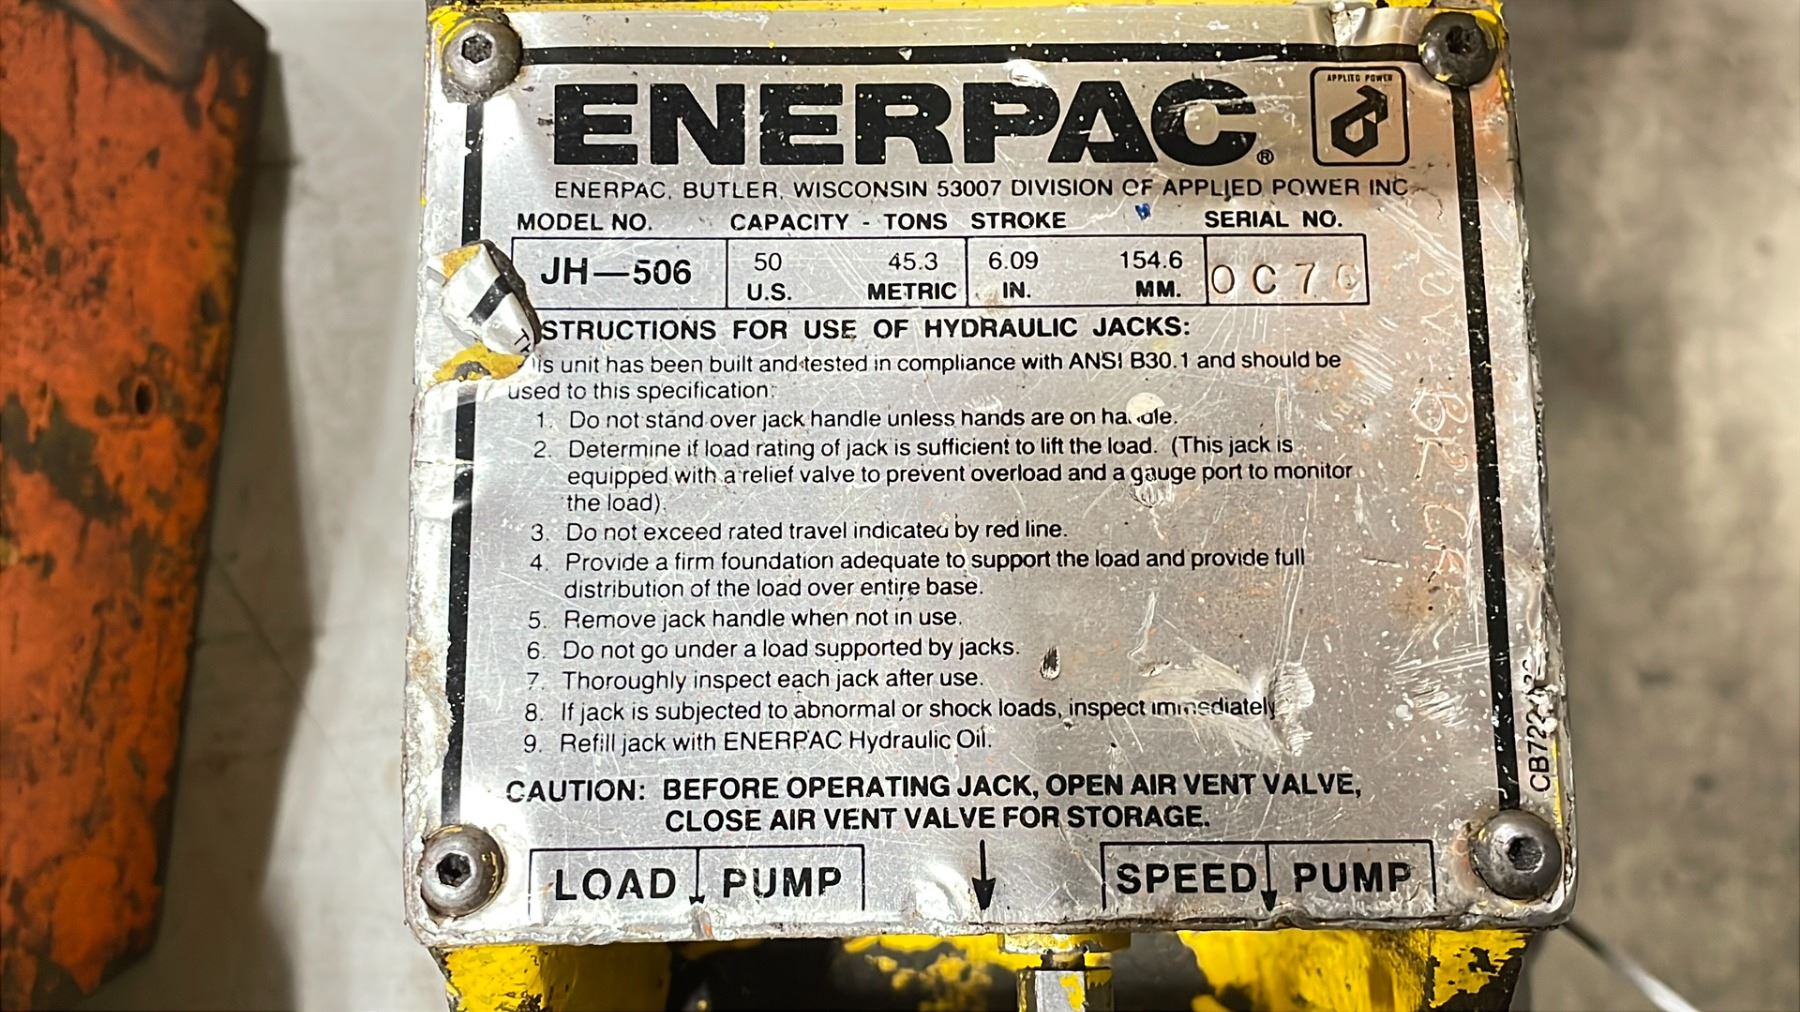 ENERPAC®
APPLIED POWER
ENERPAC, BUTLER, WISCONSIN 53007 DIVISION OF APPLIED POWER INC
MODEL NO. CAPACITY - TONS STROKE SERIAL NO.
JH—506 50 45.3 6.09 154.6 0C7
U.S. METRIC IN. MM.
STRUCTIONS FOR USE OF HYDRAULIC JACKS:
is unit has been built and tested in compliance with ANSI B30.1 and should be
used to this specification:
1. Do not stand over jack handle unless hands are on handle.
2. Determine if load rating of jack is sufficient to lift the load. (This jack is
equipped with a relief valve to prevent overload and a gauge port to monitor
the load).
3. Do not exceed rated travel indicated by red line.
4. Provide a firm foundation adequate to support the load and provide full
distribution of the load over entire base.
5. Remove jack handle when not in use.
6. Do not go under a load supported by jacks.
7. Thoroughly inspect each jack after use.
8. If jack is subjected to abnormal or shock loads, inspect immediately
9. Refill jack with ENERPAC Hydraulic Oil.
CAUTION: BEFORE OPERATING JACK, OPEN AIR VENT VALVE,
CLOSE AIR VENT VALVE FOR STORAGE.
LOAD PUMP SPEED PUMP
CB722